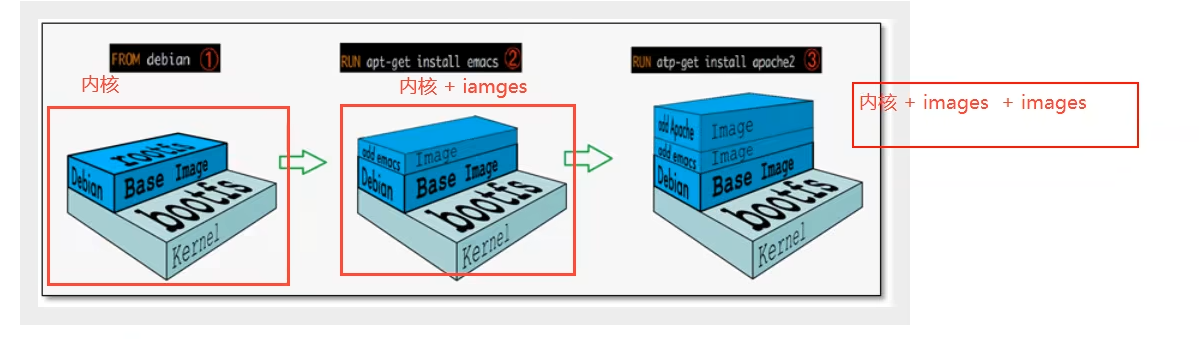 FROM debian ①
RUN apt-get install emacs ②
RUN atp-get install apache2 ③
内核
内核 + iamges
内核 + images + images
rootfs
Debian
Base Image
bootfs
Kernel
add emacs
Image
Debian
Base Image
bootfs
Kernel
add Apache
Image
add emacs
Image
Debian
Base Image
bootfs
Kernel